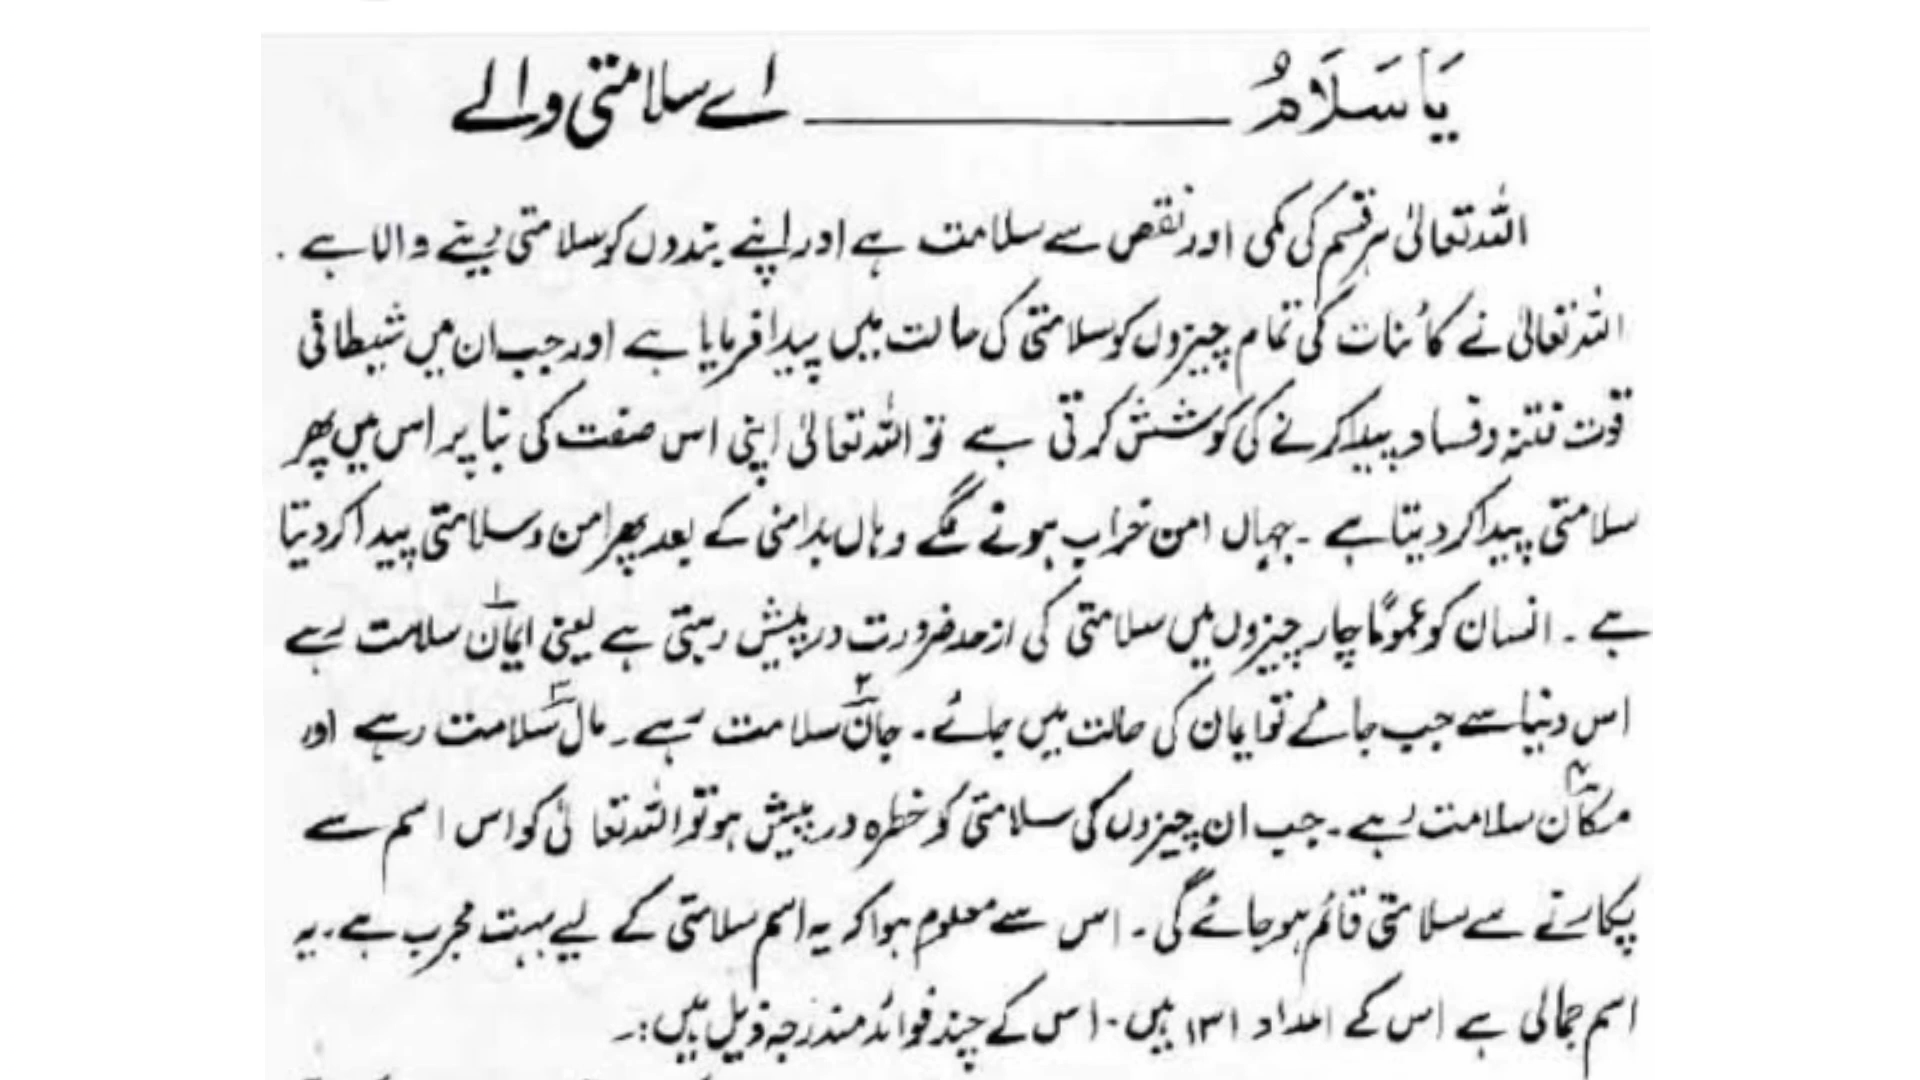 یَا سَلَامُ ــــــــــ اے سلامتی والے
اللہ تعالیٰ ہر قسم کی کمی اور نقص سے سلامت ہے اور اپنے بندوں کو سلامتی دینے والا ہے ۔
اللہ تعالیٰ نے کائنات کی تمام چیزوں کو سلامتی کی حالت میں پیدا فرمایا ہے اور جب ان میں شیطانی
قوت فتنہ و فساد پیدا کرنے کی کوشش کرتی ہے تو اللہ تعالیٰ اپنی اس صفت کی بنا پر اس میں پھر
سلامتی پیدا کر دیتا ہے ۔ جہاں امن خراب ہونے لگے وہاں بدامنی کے بعد پھر امن و سلامتی پیدا کر دیتا
ہے ۔ انسان کو عموماً چار چیزوں میں سلامتی کی از حد ضرورت درپیش رہتی ہے یعنی ایمان۱ سلامت رہے
اس دنیا سے جب جائے تو ایمان کی حالت میں جائے ۔ جان۲ سلامت رہے ۔ مال۳ سلامت رہے اور
مکان۴ سلامت رہے ۔ جب ان چیزوں کی سلامتی کو خطرہ درپیش ہو تو اللہ تعالیٰ کو اس اسم سے
پکارنے سے سلامتی قائم ہو جائے گی ۔ اس سے معلوم ہوا کہ یہ اسم سلامتی کے لیے بہت مجرب ہے ۔ یہ
اسم جمالی ہے اس کے اعداد ۱۳۱ ہیں ۔ اس کے چند فوائد مندرجہ ذیل ہیں :۔